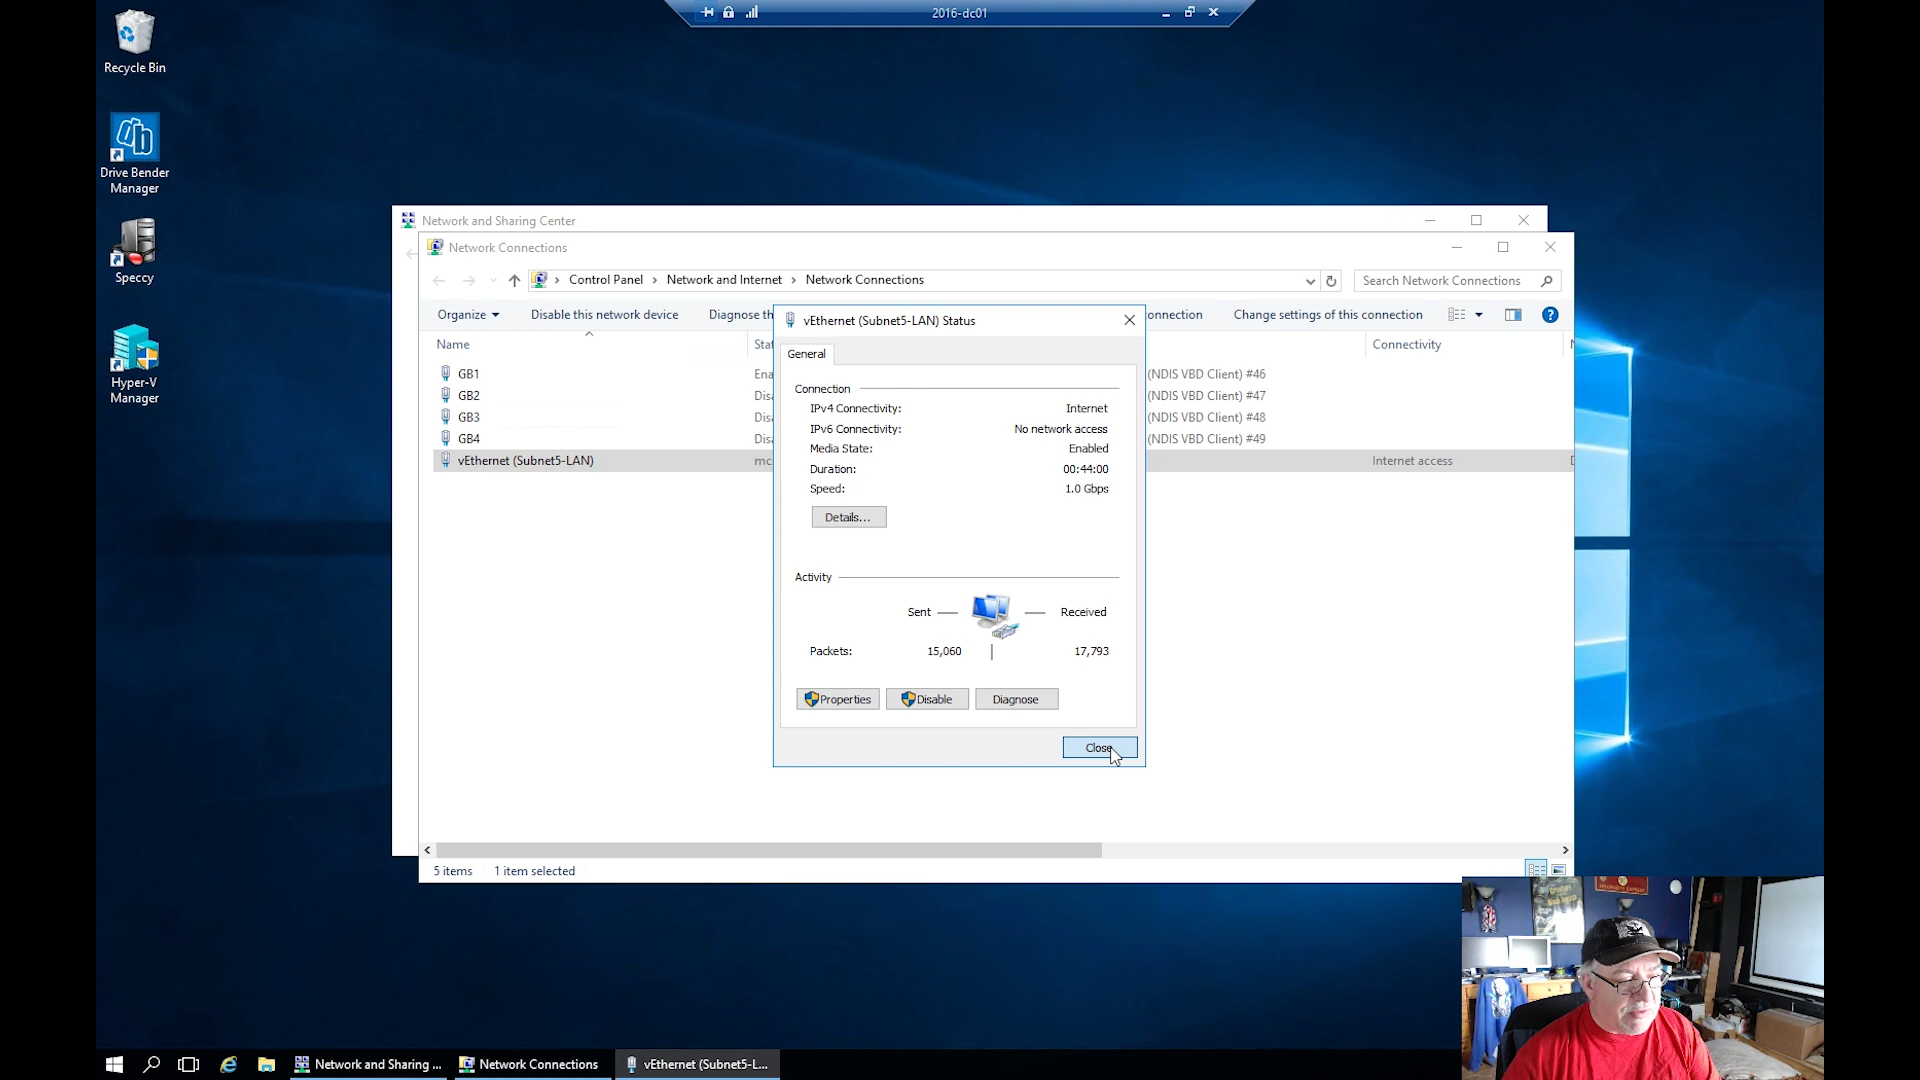 2016-dc01
Recycle Bin
Drive Bender
Manager
Speccy
Hyper-V
Manager
Network and Sharing Center
Network Connections
Control Panel > Network and Internet > Network Connections
Search Network Connections
Organize
Disable this network device
Diagnose th
onnection
Change settings of this connection
Name
Stat
Connectivity
GB1
Ena
(NDIS VBD Client) #46
GB2
Disa
(NDIS VBD Client) #47
GB3
Disa
(NDIS VBD Client) #48
GB4
Disa
(NDIS VBD Client) #49
vEthernet (Subnet5-LAN)
mc
Internet access
vEthernet (Subnet5-LAN) Status
General
Connection
IPv4 Connectivity: Internet
IPv6 Connectivity: No network access
Media State: Enabled
Duration: 00:44:00
Speed: 1.0 Gbps
Details...
Activity
Sent — — Received
Packets: 15,060 | 17,793
Properties
Disable
Diagnose
Close
5 items 1 item selected
Network and Sharing ...
Network Connections
vEthernet (Subnet5-L...